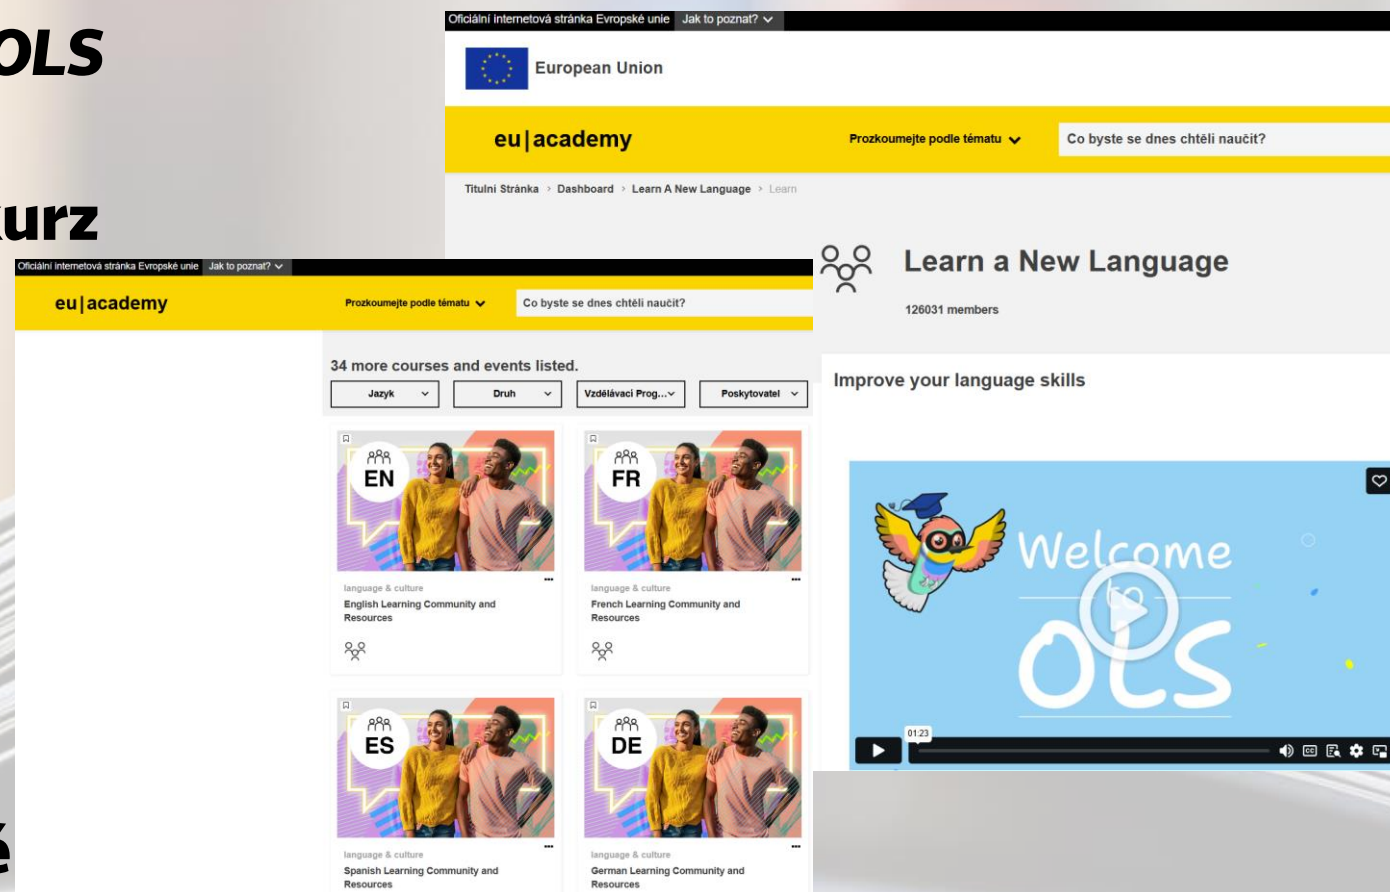 OLS
kurz
é
Oficiální internetová stránka Evropské unie Jak to poznat?
European Union
eu|academy
Prozkoumejte podle tématu
Co byste se dnes chtěli naučit?
Titulní Stránka > Dashboard > Learn A New Language > Learn
Learn a New Language
126031 members
Improve your language skills
Welcome
to
OLS
01:23
CC
Oficiální internetová stránka Evropské unie Jak to poznat?
eu|academy
Prozkoumejte podle tématu
Co byste se dnes chtěli naučit?
34 more courses and events listed.
Jazyk
Druh
Vzdělávací Prog...
Poskytovatel
EN
language & culture
English Learning Community and
Resources
FR
language & culture
French Learning Community and
Resources
ES
language & culture
Spanish Learning Community and
Resources
DE
language & culture
German Learning Community and
Resources